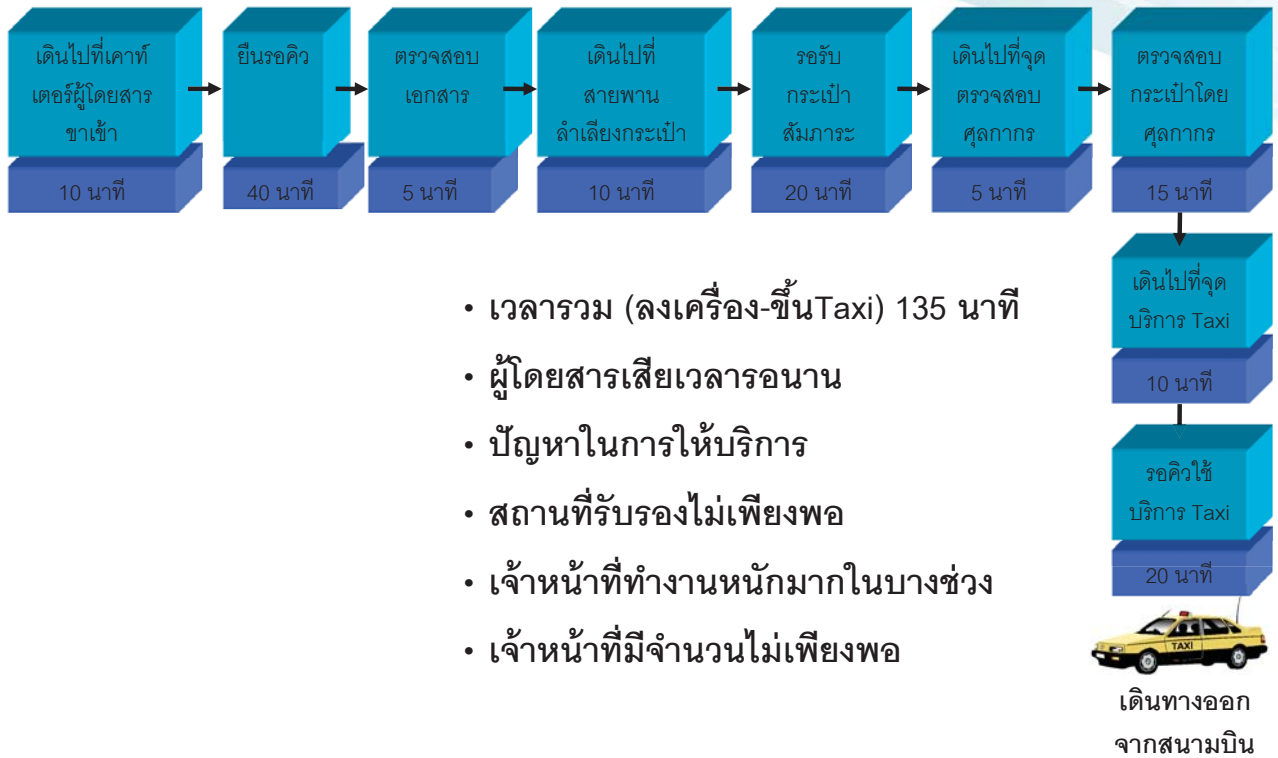 เดินไปที่เคาท์
เตอร์ผู้โดยสาร
ขาเข้า
10 นาที
ยืนรอคิว
40 นาที
ตรวจสอบ
เอกสาร
5 นาที
เดินไปที่
สายพาน
ลำเลียงกระเป๋า
10 นาที
รอรับ
กระเป๋า
สัมภาระ
20 นาที
เดินไปที่จุด
ตรวจสอบ
ศุลกากร
5 นาที
ตรวจสอบ
กระเป๋าโดย
ศุลกากร
15 นาที
เดินไปที่จุด
บริการ Taxi
10 นาที
รอคิวใช้
บริการ Taxi
20 นาที
TAXI
เดินทางออก
จากสนามบิน
• เวลารวม (ลงเครื่อง-ขึ้นTaxi) 135 นาที
• ผู้โดยสารเสียเวลารอนาน
• ปัญหาในการให้บริการ
• สถานที่รับรองไม่เพียงพอ
• เจ้าหน้าที่ทำงานหนักมากในบางช่วง
• เจ้าหน้าที่มีจำนวนไม่เพียงพอ